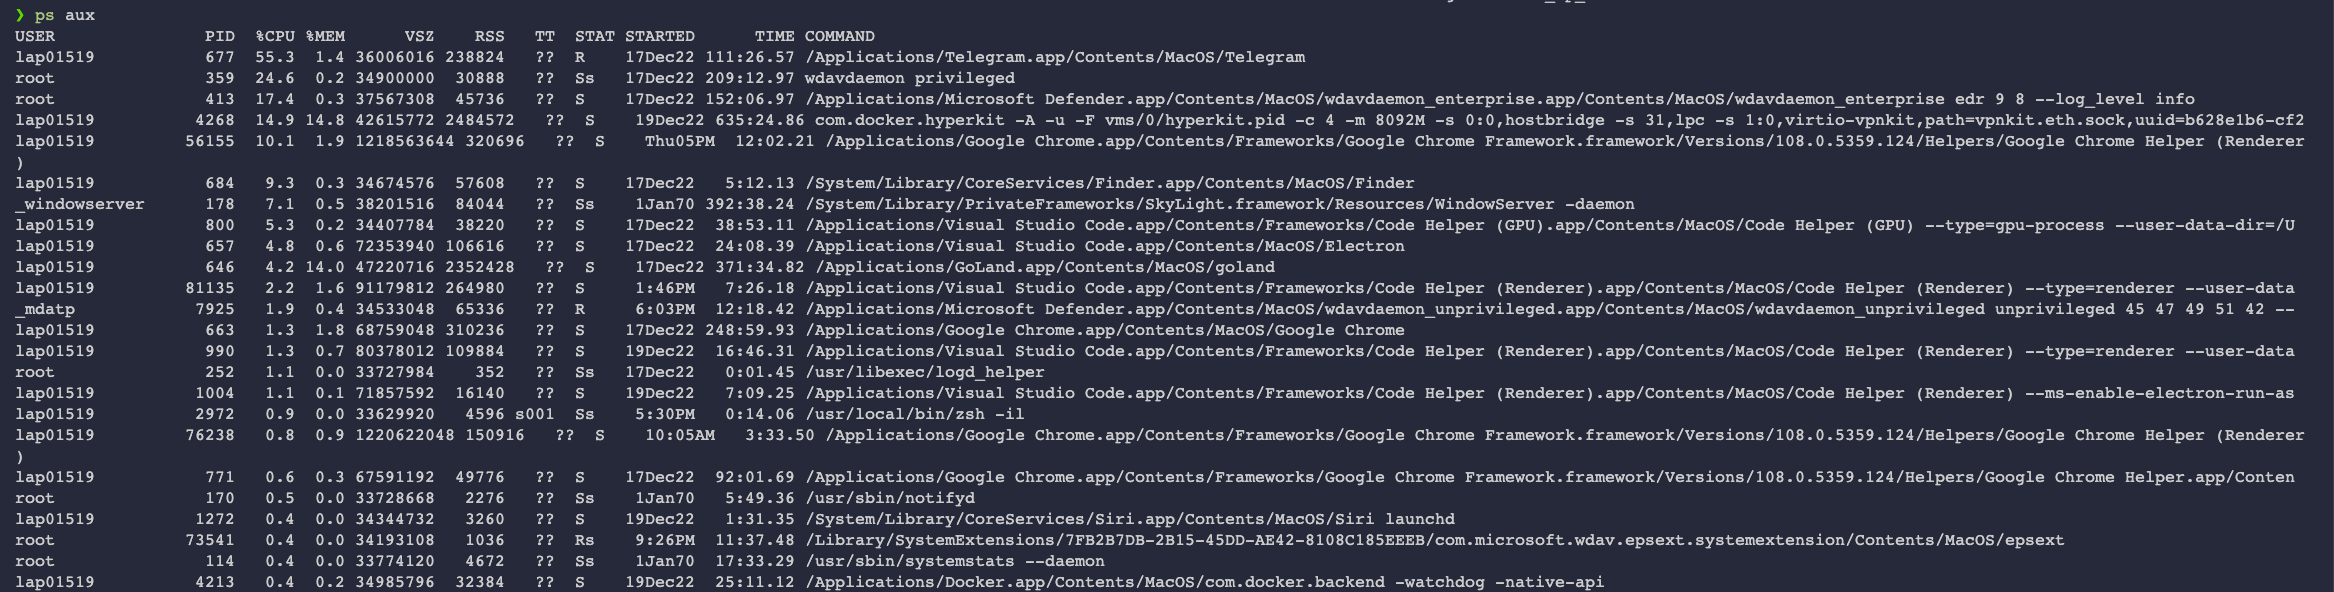 ❯ ps aux
USER           PID  %CPU %MEM      VSZ    RSS   TT  STAT STARTED      TIME COMMAND
lap01519       677  55.3  1.4 36006016 238824   ??  R    17Dec22 111:26.57 /Applications/Telegram.app/Contents/MacOS/Telegram
root           359  24.6  0.2 34900000  30888   ??  Ss   17Dec22 209:12.97 wdavdaemon privileged
root           413  17.4  0.3 37567308  45736   ??  S    17Dec22 152:06.97 /Applications/Microsoft Defender.app/Contents/MacOS/wdavdaemon_enterprise.app/Contents/MacOS/wdavdaemon_enterprise edr 9 8 --log_level info
lap01519      4268  14.9 14.8 42615772 2484572   ??  S    19Dec22 635:24.86 com.docker.hyperkit -A -u -F vms/0/hyperkit.pid -c 4 -m 8092M -s 0:0,hostbridge -s 31,lpc -s 1:0,virtio-vpnkit,path=vpnkit.eth.sock,uuid=b628e1b6-cf2
lap01519     56155  10.1  1.9 1218563644 320696   ??  S    Thu05PM  12:02.21 /Applications/Google Chrome.app/Contents/Frameworks/Google Chrome Framework.framework/Versions/108.0.5359.124/Helpers/Google Chrome Helper (Renderer
)
lap01519       684   9.3  0.3 34674576  57608   ??  S    17Dec22   5:12.13 /System/Library/CoreServices/Finder.app/Contents/MacOS/Finder
_windowserver   178   7.1  0.5 38201516  84044   ??  Ss    1Jan70 392:38.24 /System/Library/PrivateFrameworks/SkyLight.framework/Resources/WindowServer -daemon
lap01519       800   5.3  0.2 34407784  38220   ??  S    17Dec22  38:53.11 /Applications/Visual Studio Code.app/Contents/Frameworks/Code Helper (GPU).app/Contents/MacOS/Code Helper (GPU) --type=gpu-process --user-data-dir=/U
lap01519       657   4.8  0.6 72353940 106616   ??  S    17Dec22  24:08.39 /Applications/Visual Studio Code.app/Contents/MacOS/Electron
lap01519       646   4.2 14.0 47220716 2352428   ??  S    17Dec22 371:34.82 /Applications/GoLand.app/Contents/MacOS/goland
lap01519     81135   2.2  1.6 91179812 264980   ??  S     1:46PM   7:26.18 /Applications/Visual Studio Code.app/Contents/Frameworks/Code Helper (Renderer).app/Contents/MacOS/Code Helper (Renderer) --type=renderer --user-data
_mdatp        7925   1.9  0.4 34533048  65336   ??  R     6:03PM  12:18.42 /Applications/Microsoft Defender.app/Contents/MacOS/wdavdaemon_unprivileged.app/Contents/MacOS/wdavdaemon_unprivileged unprivileged 45 47 49 51 42 --
lap01519       663   1.3  1.8 68759048 310236   ??  S    17Dec22 248:59.93 /Applications/Google Chrome.app/Contents/MacOS/Google Chrome
lap01519       990   1.3  0.7 80378012 109884   ??  S    19Dec22  16:46.31 /Applications/Visual Studio Code.app/Contents/Frameworks/Code Helper (Renderer).app/Contents/MacOS/Code Helper (Renderer) --type=renderer --user-data
root           252   1.1  0.0 33727984    352   ??  Ss   17Dec22   0:01.45 /usr/libexec/logd_helper
lap01519      1004   1.1  0.1 71857592  16140   ??  S    19Dec22   7:09.25 /Applications/Visual Studio Code.app/Contents/Frameworks/Code Helper (Renderer).app/Contents/MacOS/Code Helper (Renderer) --ms-enable-electron-run-as
lap01519      2972   0.9  0.0 33629920   4596 s001  Ss    5:30PM   0:14.06 /usr/local/bin/zsh -il
lap01519     76238   0.8  0.9 1220622048 150916   ??  S    10:05AM   3:33.50 /Applications/Google Chrome.app/Contents/Frameworks/Google Chrome Framework.framework/Versions/108.0.5359.124/Helpers/Google Chrome Helper (Renderer
)
lap01519       771   0.6  0.3 67591192  49776   ??  S    17Dec22  92:01.69 /Applications/Google Chrome.app/Contents/Frameworks/Google Chrome Framework.framework/Versions/108.0.5359.124/Helpers/Google Chrome Helper.app/Conten
root           170   0.5  0.0 33728668   2276   ??  Ss    1Jan70   5:49.36 /usr/sbin/notifyd
lap01519      1272   0.4  0.0 34344732   3260   ??  S    19Dec22   1:31.35 /System/Library/CoreServices/Siri.app/Contents/MacOS/Siri launchd
root         73541   0.4  0.0 34193108   1036   ??  Rs    9:26PM  11:37.48 /Library/SystemExtensions/7FB2B7DB-2B15-45DD-AE42-8108C185EEEB/com.microsoft.wdav.epsext.systemextension/Contents/MacOS/epsext
root           114   0.4  0.0 33774120   4672   ??  Ss    1Jan70  17:33.29 /usr/sbin/systemstats --daemon
lap01519      4213   0.4  0.2 34985796  32384   ??  S    19Dec22  25:11.12 /Applications/Docker.app/Contents/MacOS/com.docker.backend -watchdog -native-api